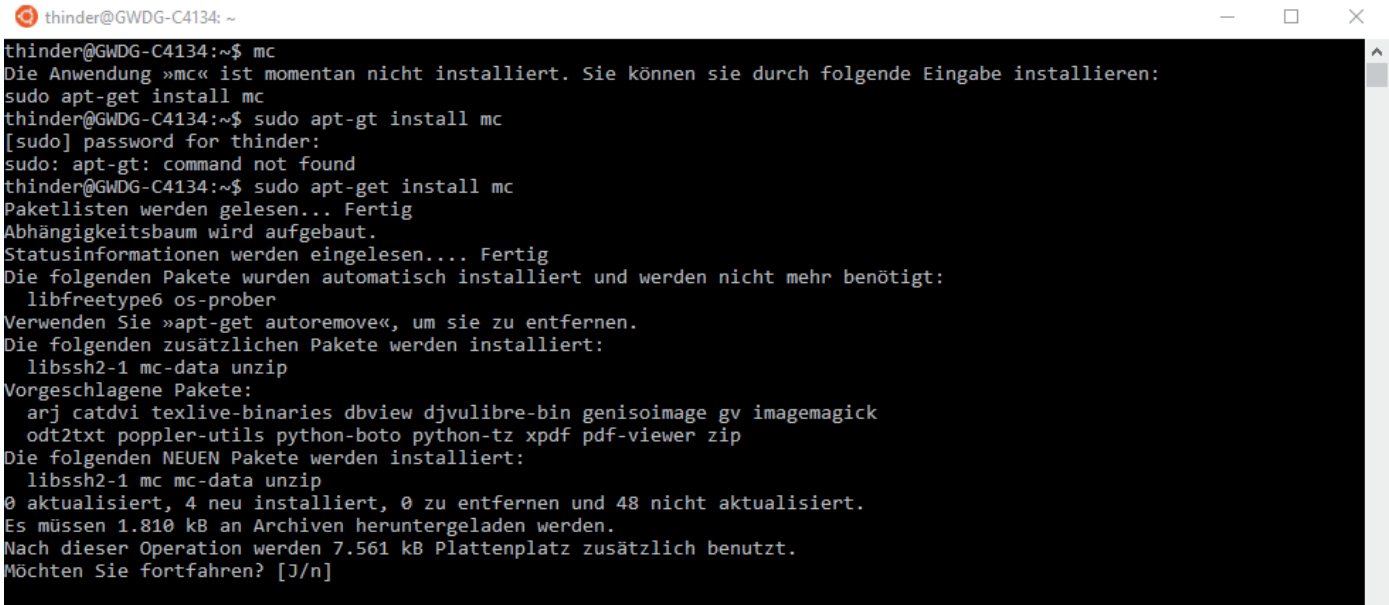 thinder@GWDG-C4134: ~
thinder@GWDG-C4134:~$ mc
Die Anwendung »mc« ist momentan nicht installiert. Sie können sie durch folgende Eingabe installieren:
sudo apt-get install mc
thinder@GWDG-C4134:~$ sudo apt-gt install mc
[sudo] password for thinder:
sudo: apt-gt: command not found
thinder@GWDG-C4134:~$ sudo apt-get install mc
Paketlisten werden gelesen... Fertig
Abhängigkeitsbaum wird aufgebaut.
Statusinformationen werden eingelesen.... Fertig
Die folgenden Pakete wurden automatisch installiert und werden nicht mehr benötigt:
  libfreetype6 os-prober
Verwenden Sie »apt-get autoremove«, um sie zu entfernen.
Die folgenden zusätzlichen Pakete werden installiert:
  libssh2-1 mc-data unzip
Vorgeschlagene Pakete:
  arj catdvi texlive-binaries dbview djvulibre-bin genisoimage gv imagemagick
  odt2txt poppler-utils python-boto python-tz xpdf pdf-viewer zip
Die folgenden NEUEN Pakete werden installiert:
  libssh2-1 mc mc-data unzip
0 aktualisiert, 4 neu installiert, 0 zu entfernen und 48 nicht aktualisiert.
Es müssen 1.810 kB an Archiven heruntergeladen werden.
Nach dieser Operation werden 7.561 kB Plattenplatz zusätzlich benutzt.
Möchten Sie fortfahren? [J/n]